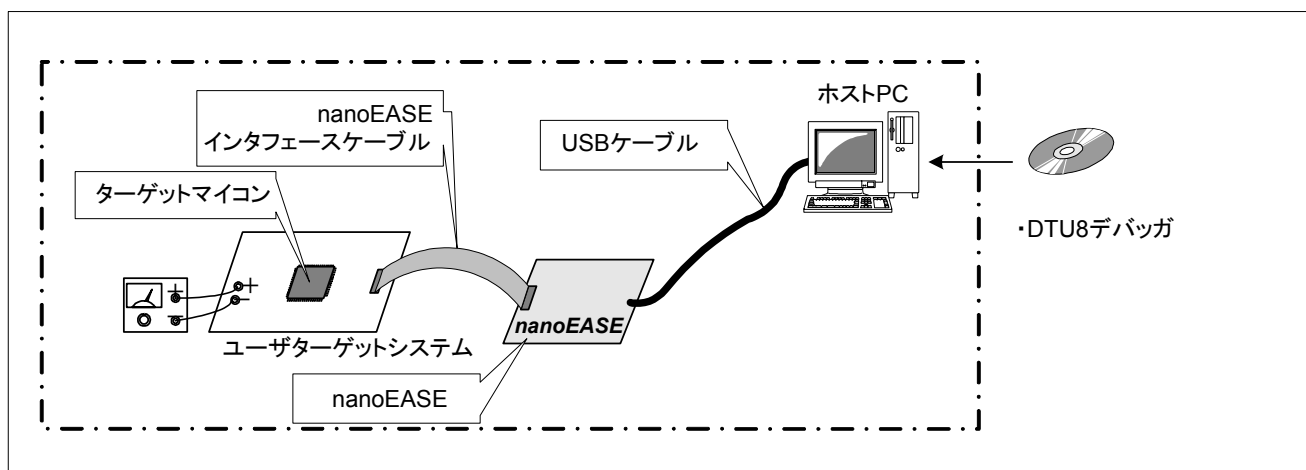 nanoEASE
インタフェースケーブル
ホストPC
USBケーブル
ターゲットマイコン
・DTU8デバッガ
+
−
+
−
nanoEASE
ユーザターゲットシステム
nanoEASE